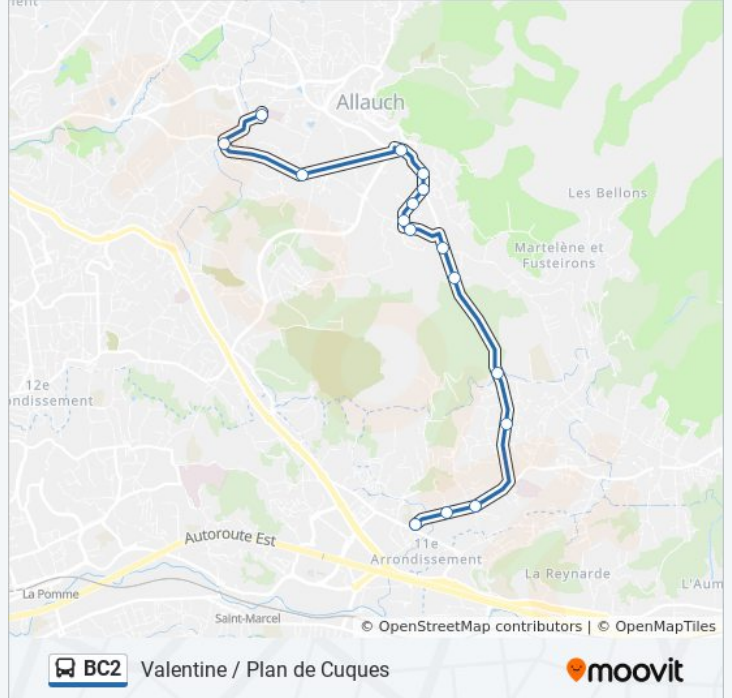 Allauch
Les Bellons
Martelène et
Fusteirons
12e
ondissement
Autoroute Est
11e
Arrondissement
La Reynarde
L'Aum
La Pomme
Saint-Marcel
© OpenStreetMap contributors | © OpenMapTiles
BC2 Valentine / Plan de Cuques
moovit